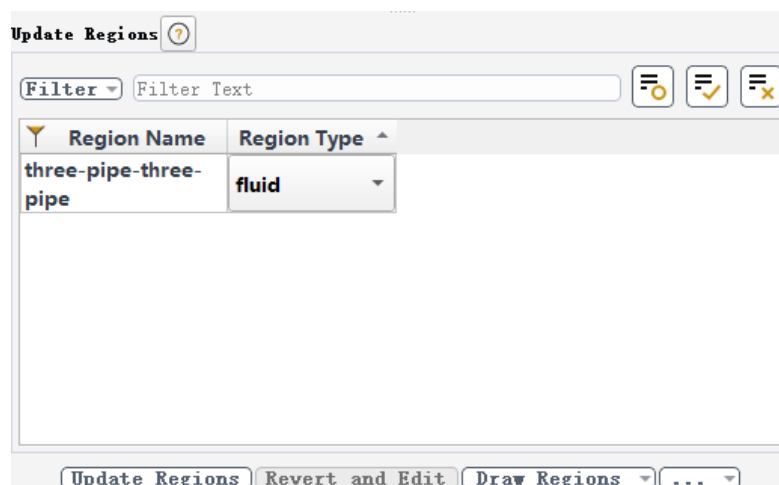 Update Regions ?
Filter Filter Text
Region Name Region Type
three-pipe-three-
pipe
fluid
Update Regions Revert and Edit Draw Regions ...